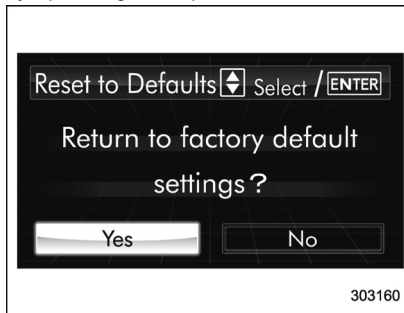 Reset to Defaults Select / ENTER
Return to factory default
settings?
Yes No
303160